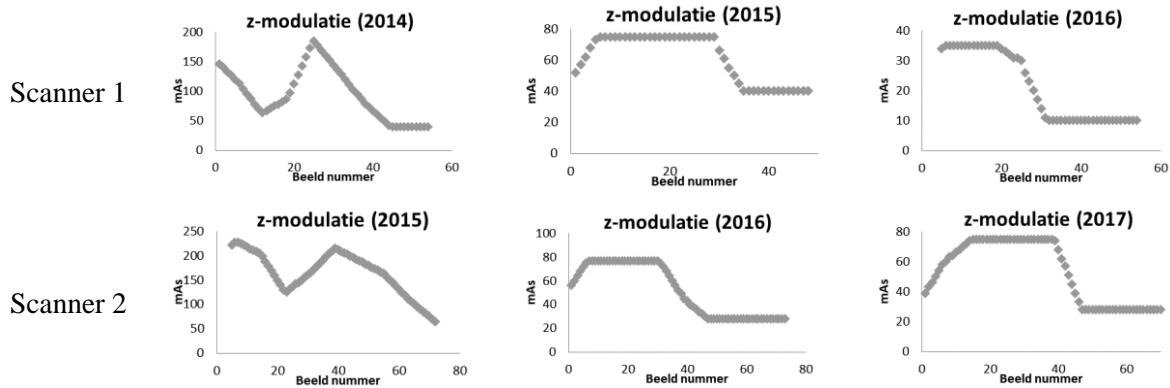 z-modulatie (2014)
z-modulatie (2015)
z-modulatie (2016)
Scanner 1
mAs
200
150
100
50
0
0
20
40
60
Beeld nummer
mAs
80
60
40
20
0
0
20
40
Beeld nummer
mAs
40
30
20
10
0
0
20
40
60
Beeld nummer
z-modulatie (2015)
z-modulatie (2016)
z-modulatie (2017)
Scanner 2
mAs
250
200
150
100
50
0
0
20
40
60
80
Beeld nummer
mAs
100
80
60
40
20
0
0
20
40
60
80
Beeld nummer
mAs
80
60
40
20
0
0
20
40
60
Beeld nummer